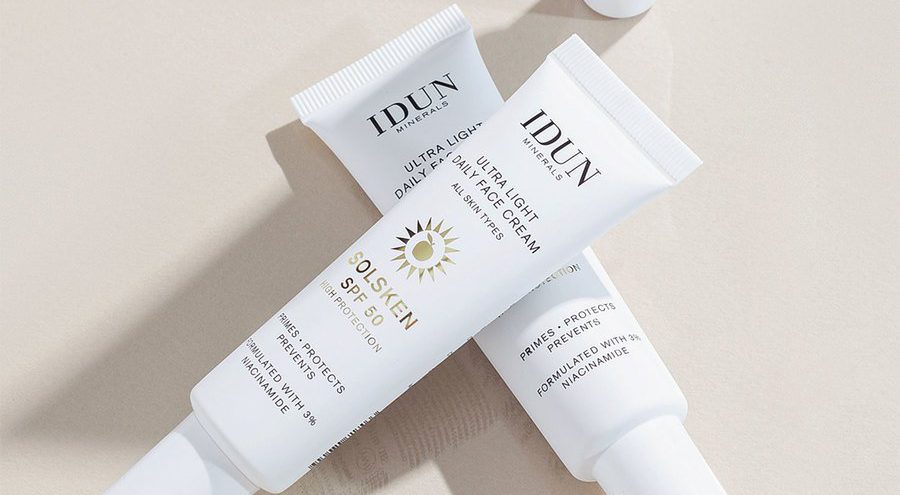 IDUN
MINERALS
ULTRA LIGHT
DAILY FACE CREAM
ALL SKIN TYPES
SOLSKEN
SPF 50
HIGH PROTECTION
PRIMES • PROTECTS
PREVENTS
FORMULATED WITH 3%
NIACINAMIDE
IDUN
MINERALS
ULTRA LIGHT
DAILY
PRIMES • PROTECTS
PREVENTS
FORMULATED WITH 3%
NIACINAMIDE